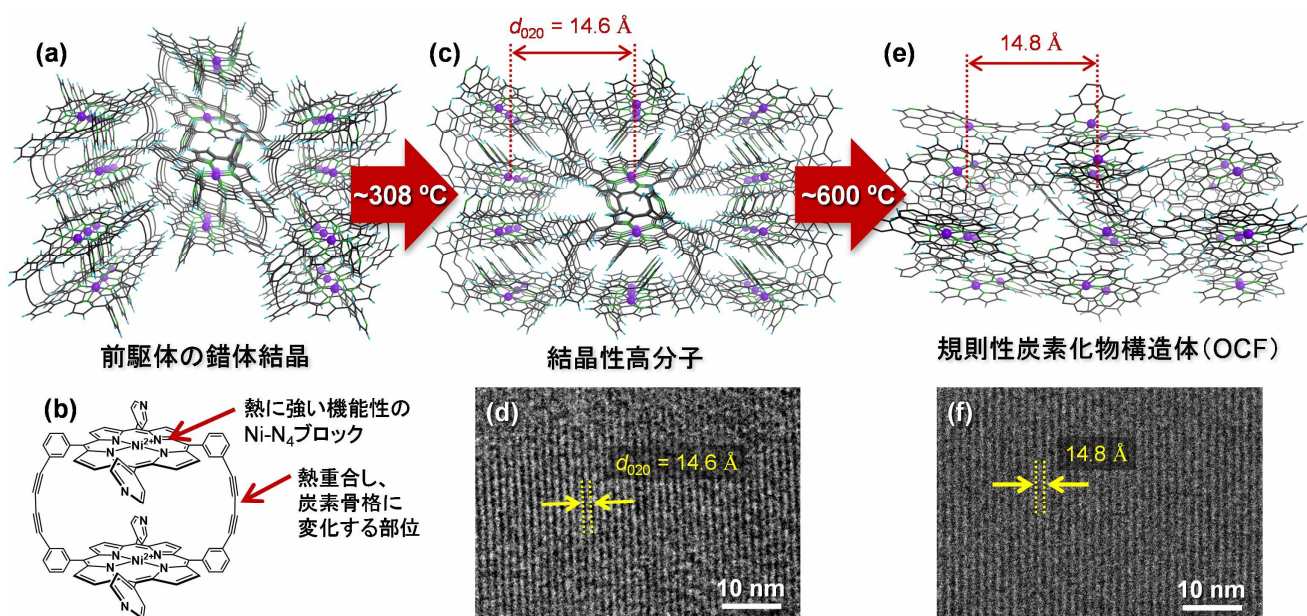 (a)
(c)
d020 = 14.6 Å
(e)
14.8 Å
~308 ºC
~600 ºC
前駆体の錯体結晶
結晶性高分子
規則性炭素化物構造体(OCF)
(b)
N
Ni2+
N
N
N
N
N
N
Ni2+
N
N
N
N
N
熱に強い機能性の
Ni-N4ブロック
熱重合し、
炭素骨格に
変化する部位
(d)
d020 = 14.6 Å
10 nm
(f)
14.8 Å
10 nm